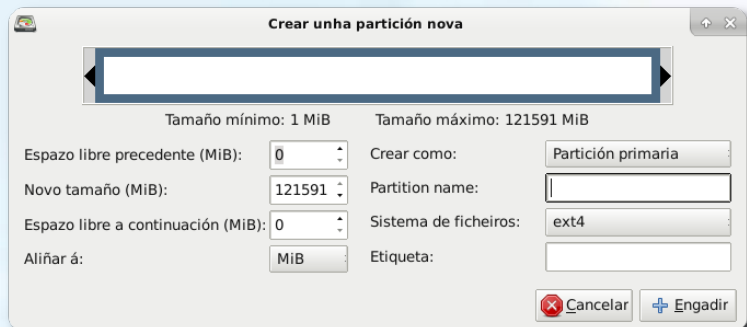 Crear unha partición nova
Tamaño mínimo: 1 MiB Tamaño máximo: 121591 MiB
Espazo libre precedente (MiB): 0 Crear como: Partición primaria
Novo tamaño (MiB): 121591 Partition name:
Espazo libre a continuación (MiB): 0 Sistema de ficheiros: ext4
Aliñar á: MiB Etiqueta:
Cancelar Engadir